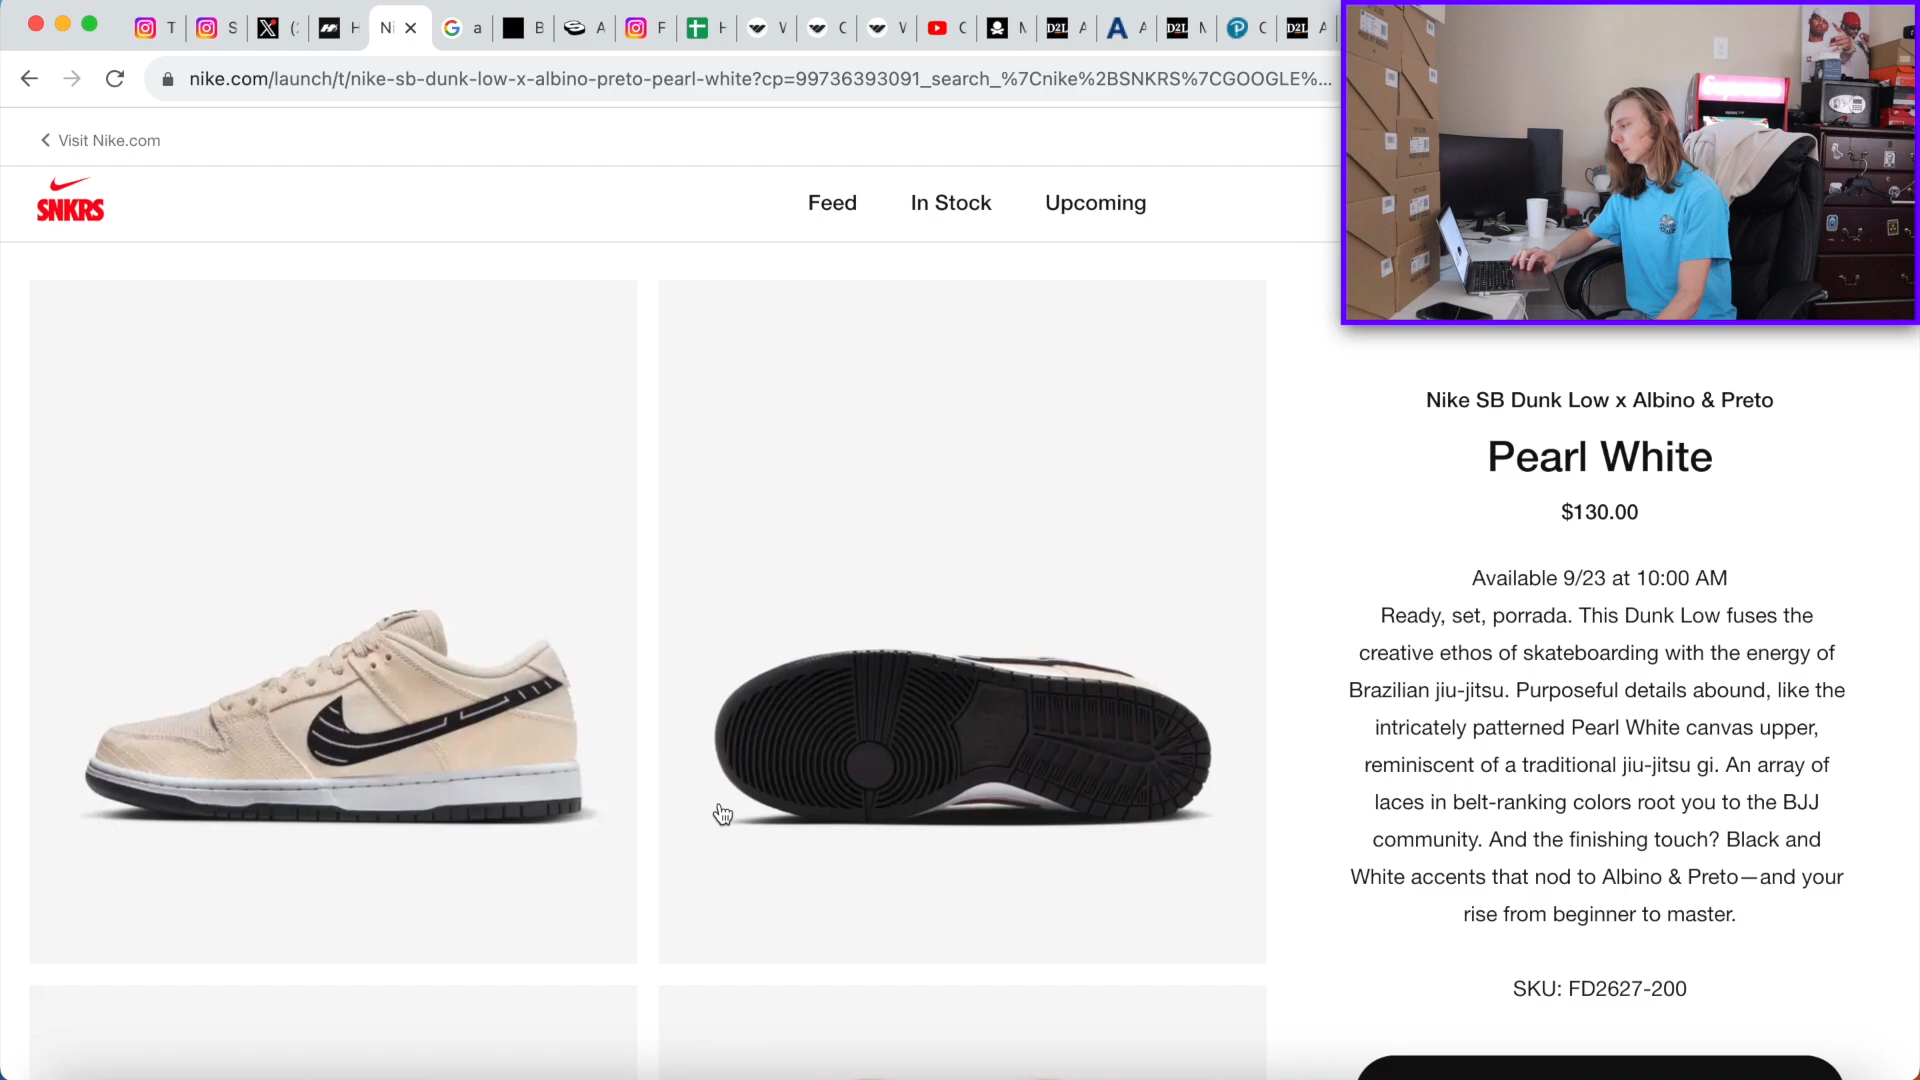 T
S
(
H
Ni
a
B
A
F
H
V
C
V
C
N
D2L A
A
D2L N
C
D2L A
nike.com/launch/t/nike-sb-dunk-low-x-albino-preto-pearl-white?cp=99736393091_search_%7Cnike%2BSNKRS%7CGOOGLE%...
Visit Nike.com
SNKRS
Feed
In Stock
Upcoming
Supreme
Nike SB Dunk Low x Albino & Preto
Pearl White
$130.00
Available 9/23 at 10:00 AM
Ready, set, porrada. This Dunk Low fuses the
creative ethos of skateboarding with the energy of
Brazilian jiu-jitsu. Purposeful details abound, like the
intricately patterned Pearl White canvas upper,
reminiscent of a traditional jiu-jitsu gi. An array of
laces in belt-ranking colors root you to the BJJ
community. And the finishing touch? Black and
White accents that nod to Albino & Preto—and your
rise from beginner to master.
SKU: FD2627-200